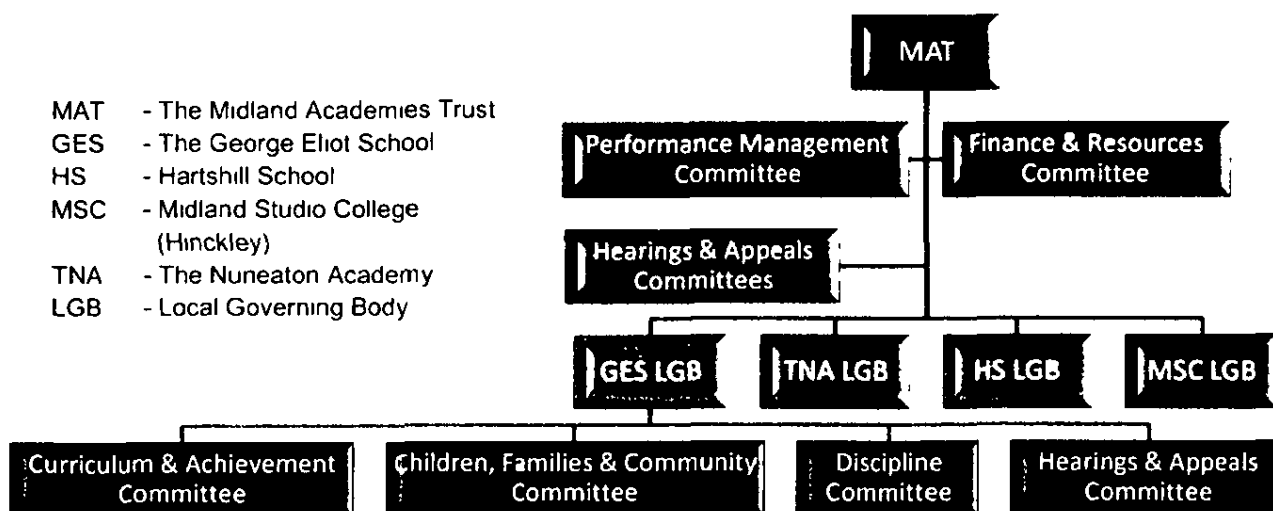 MAT
MAT - The Midland Academies Trust
GES - The George Eliot School
HS - Hartshill School
MSC - Midland Studio College
(Hinckley)
TNA - The Nuneaton Academy
LGB - Local Governing Body
Performance Management
Committee
Finance & Resources
Committee
Hearings & Appeals
Committees
GES LGB
TNA LGB
HS LGB
MSC LGB
Curriculum & Achievement
Committee
Children, Families & Community
Committee
Discipline
Committee
Hearings & Appeals
Committee